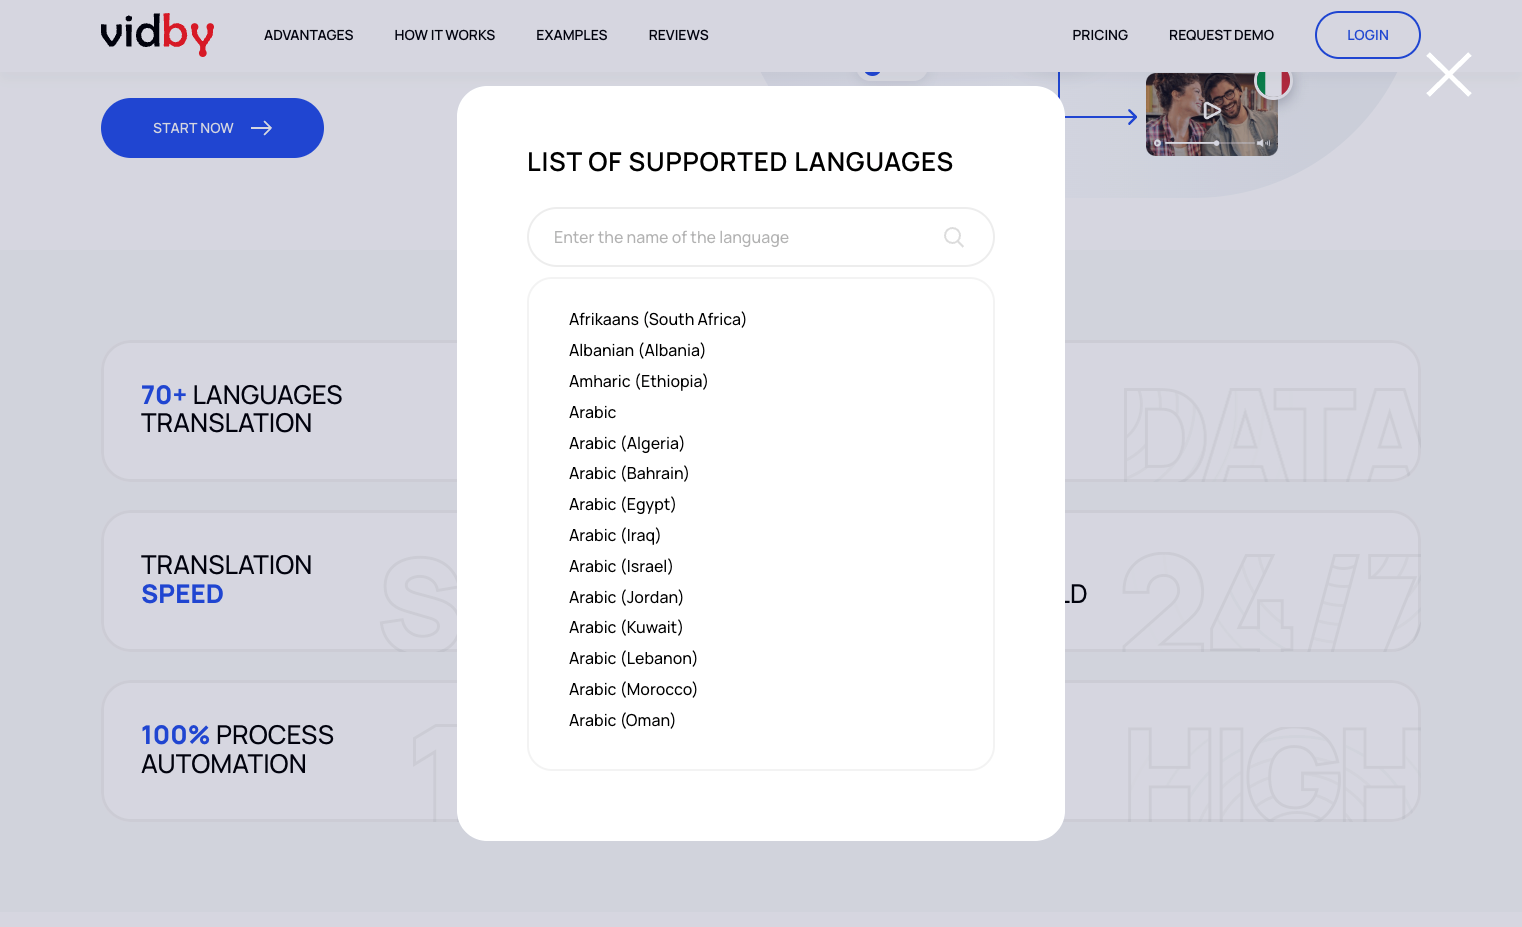 vidby
ADVANTAGES
HOW IT WORKS
EXAMPLES
REVIEWS
PRICING
REQUEST DEMO
LOGIN
START NOW
LIST OF SUPPORTED LANGUAGES
Enter the name of the language
Afrikaans (South Africa)
Albanian (Albania)
Amharic (Ethiopia)
Arabic
Arabic (Algeria)
Arabic (Bahrain)
Arabic (Egypt)
Arabic (Iraq)
Arabic (Israel)
Arabic (Jordan)
Arabic (Kuwait)
Arabic (Lebanon)
Arabic (Morocco)
Arabic (Oman)
70+ LANGUAGES
TRANSLATION
DATA
TRANSLATION
SPEED
S
LD
24/7
100% PROCESS
AUTOMATION
1
HIGH